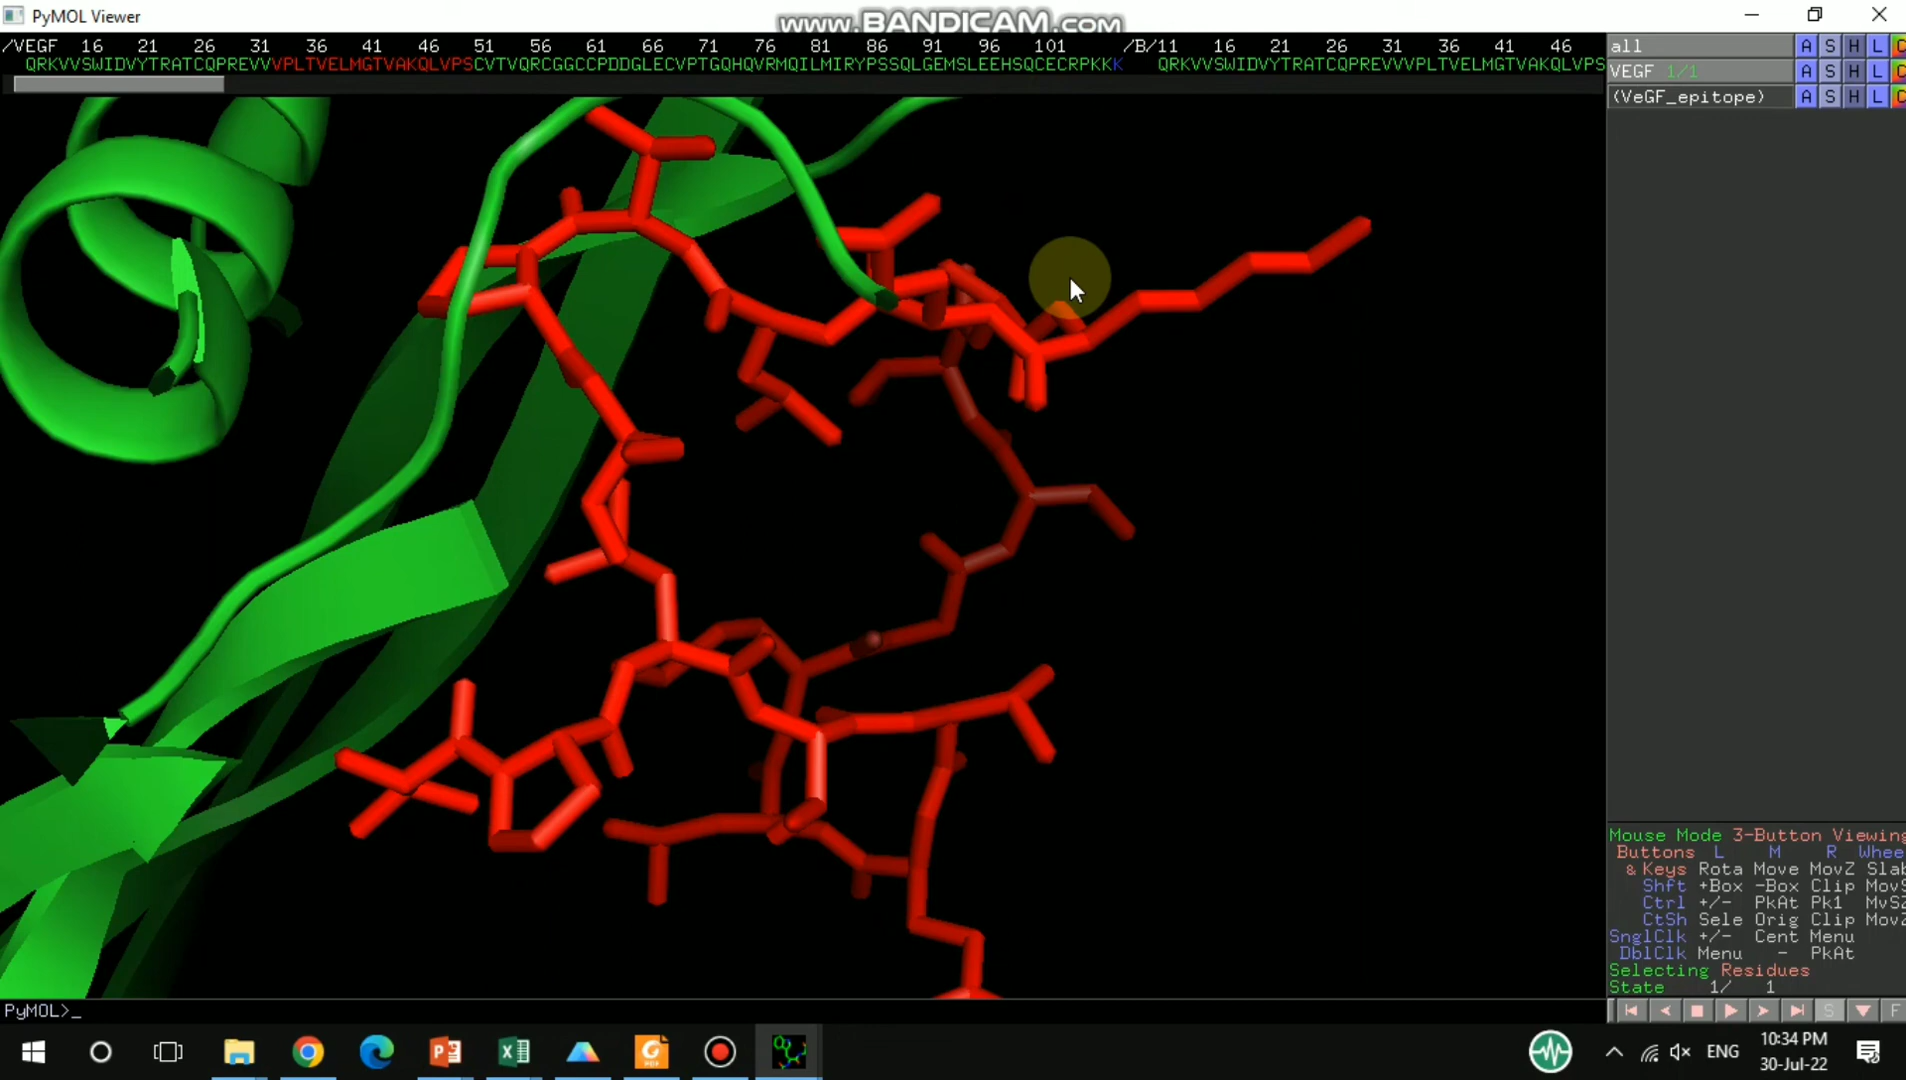 PyMOL Viewer
www.BANDICAM.com
/VEGF 16 21 26 31 36 41 46 51 56 61 66 71 76 81 86 91 96 101 /B/11 16 21 26 31 36 41 46
QRKVVSWIDVYTRATCQPREVVVPLTVELMGTVAKQLVPSCVTVQRCGGCCPDDGLECVPTGQHQVRMQILMIRYPSSQLGEMSLEEHSQCECRPKKK QRKVVSWIDVYTRATCQPREVVVPLTVELMGTVAKQLVPS
all A S H L C
VEGF 1/1 A S H L C
(VeGF_epitope) A S H L C
Mouse Mode 3-Button Viewing
Buttons L M R Whee
& Keys Rota Move MovZ Slab
Shft +Box -Box Clip MovS
Ctrl +/- PkAt Pk1 MvSZ
CtSh Sele Orig Clip MovZ
SnglClk +/- Cent Menu
DblClk Menu - PkAt
Selecting Residues
State 1/ 1
PyMOL>_
S F
ENG
10:34 PM
30-Jul-22